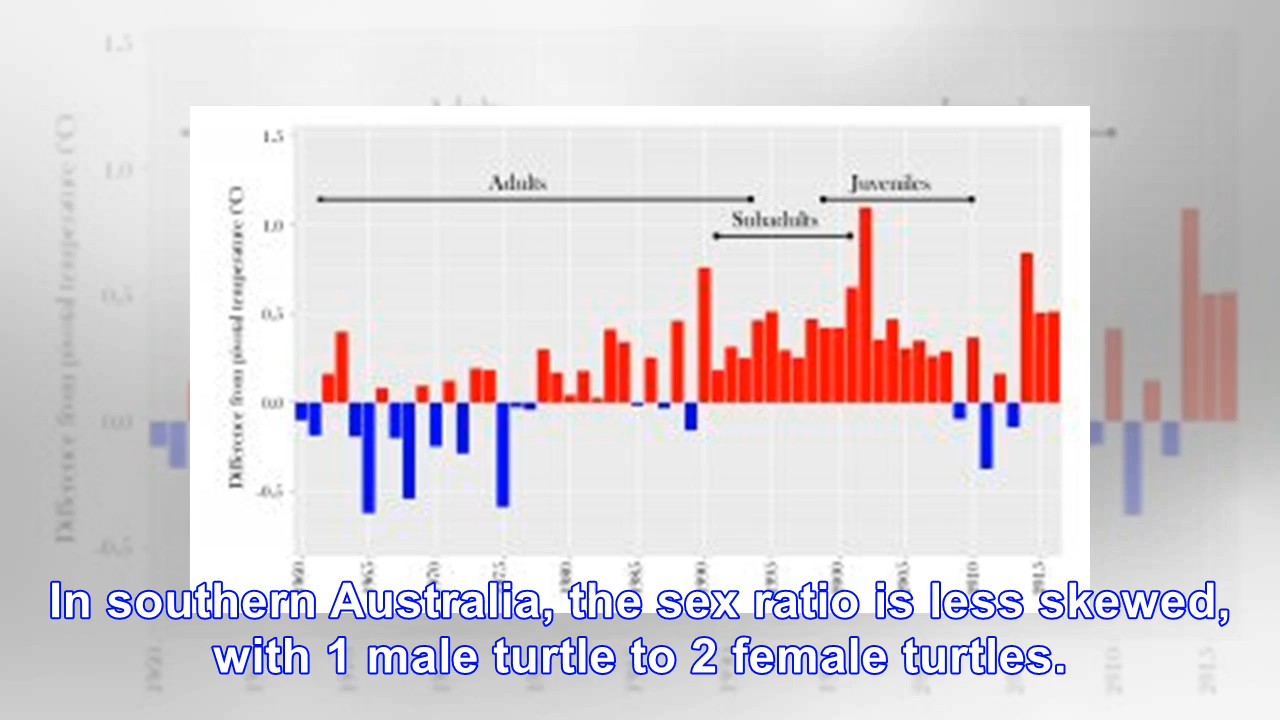 1.5
Adults
Juveniles
1.0
Subadults
0.5
0.0
-0.5
Difference from pivotal temperature (°C)
In southern Australia, the sex ratio is less skewed,
with 1 male turtle to 2 female turtles.